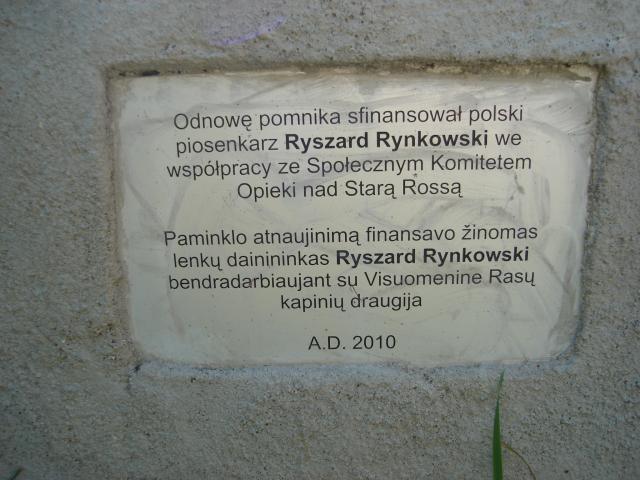 Odnowę pomnika sfinansował polski
piosenkarz Ryszard Rynkowski we
współpracy ze Społecznym Komitetem
Opieki nad Starą Rossą
Paminklo atnaujinimą finansavo žinomas
lenkų dainininkas Ryszard Rynkowski
bendradarbiaujant su Visuomenine Rasų
kapinių draugija
A.D. 2010